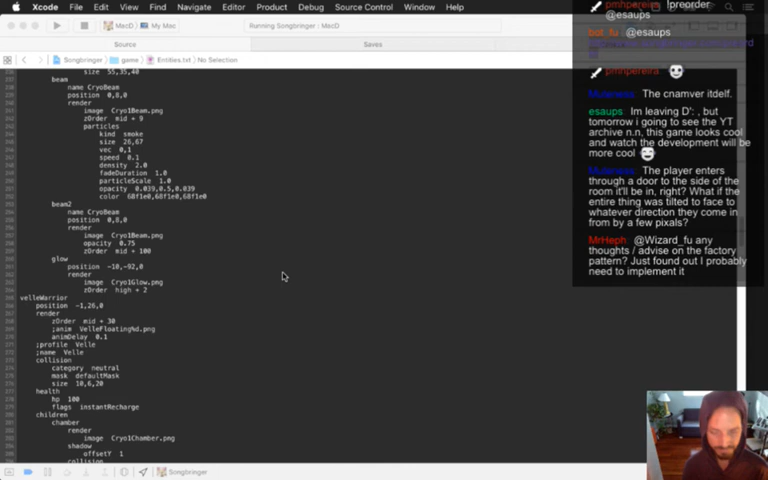 Xcode File Edit View Find Navigate Editor Product Debug Source Control Window Help
MacD My Mac
Running Songbringer : MacD
Source
Saves
Songbringer game Entities.txt No Selection
size 55,35,40
beam
name CryoBeam
position 0,8,0
render
image Cryo1Beam.png
zOrder mid + 9
particles
kind smoke
size 26,67
vec 0,1
speed 0.1
density 2.0
fadeDuration 1.0
particleScale 1.0
opacity 0.039,0.5,0.039
color 68f1e0,68f1e0,68f1e0
beam2
name CryoBeam
position 0,8,0
render
image Cryo1Beam.png
opacity 0.75
zOrder mid + 100
glow
position -10,-92,0
render
image Cryo1Glow.png
zOrder high + 2
velleWarrior
position -1,26,0
render
zOrder mid + 30
;anim VelleFloating%d.png
animDelay 0.1
;profile Velle
;name Velle
collision
category neutral
mask defaultMask
size 10,6,20
health
hp 100
flags instantRecharge
children
chamber
render
image Cryo1Chamber.png
shadow
offsetY 1
collision
Songbringer
pmnpereira: !preorder
@esaups
bat_fu: @esaups
pmnpereira:
The cnamver itdelf.
esaups: Im leaving D': , but
tomorrow i going to see the YT
archive n.n, this game looks cool
and watch the development will be
more cool
The player enters
through a door to the side of the
room it'll be in, right? What if the
entire thing was tilted to face to
whatever direction they come in
from by a few pixals?
MrHeph: @Wizard_fu any
thoughts / advise on the factory
pattern? Just found out I probably
need to implement it